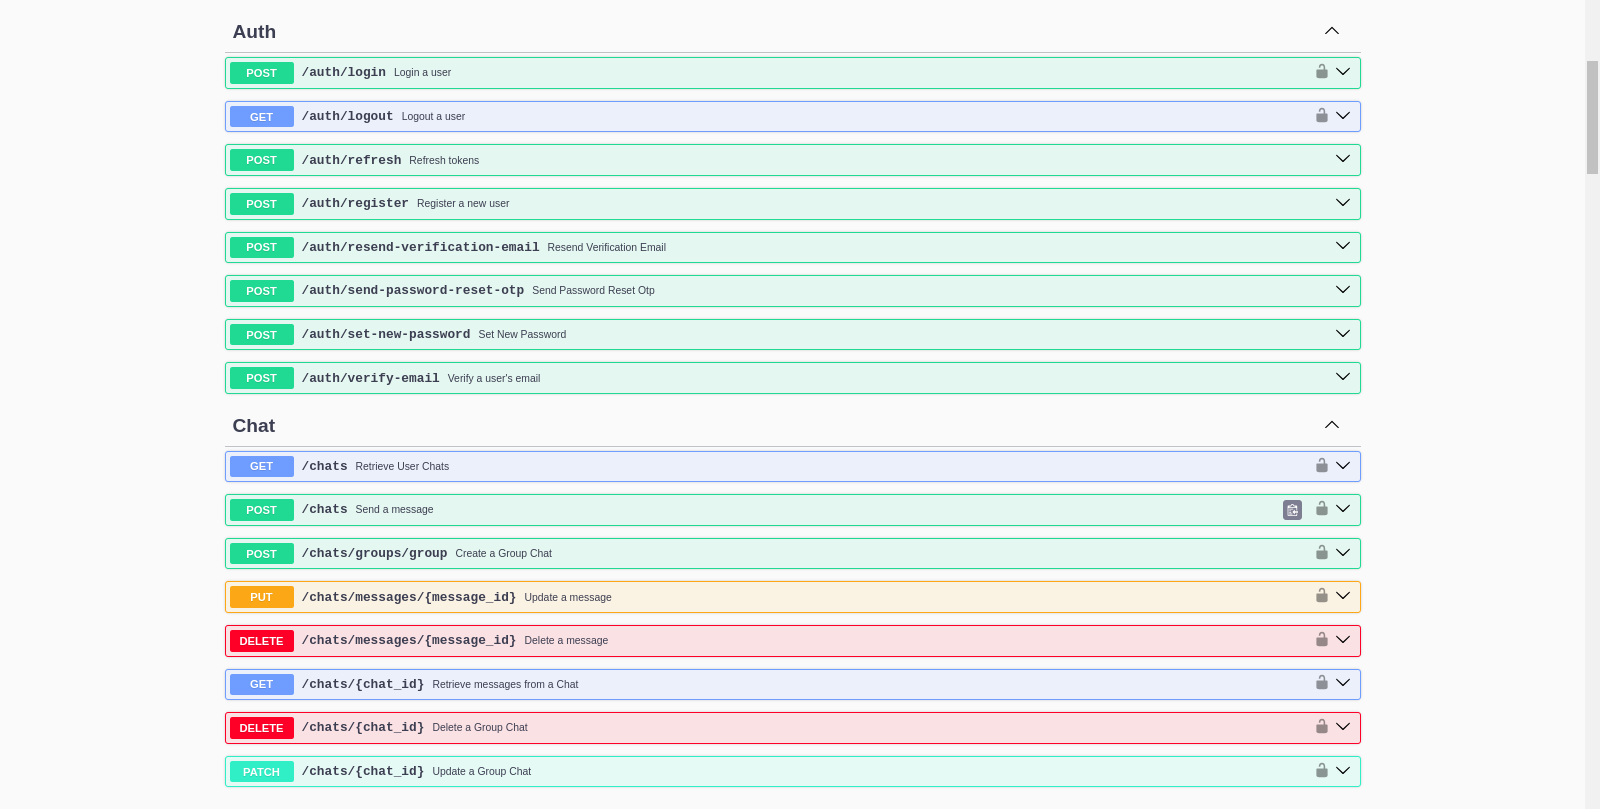 Auth
POST /auth/login Login a user
GET /auth/logout Logout a user
POST /auth/refresh Refresh tokens
POST /auth/register Register a new user
POST /auth/resend-verification-email Resend Verification Email
POST /auth/send-password-reset-otp Send Password Reset Otp
POST /auth/set-new-password Set New Password
POST /auth/verify-email Verify a user's email
Chat
GET /chats Retrieve User Chats
POST /chats Send a message
POST /chats/groups/group Create a Group Chat
PUT /chats/messages/{message_id} Update a message
DELETE /chats/messages/{message_id} Delete a message
GET /chats/{chat_id} Retrieve messages from a Chat
DELETE /chats/{chat_id} Delete a Group Chat
PATCH /chats/{chat_id} Update a Group Chat